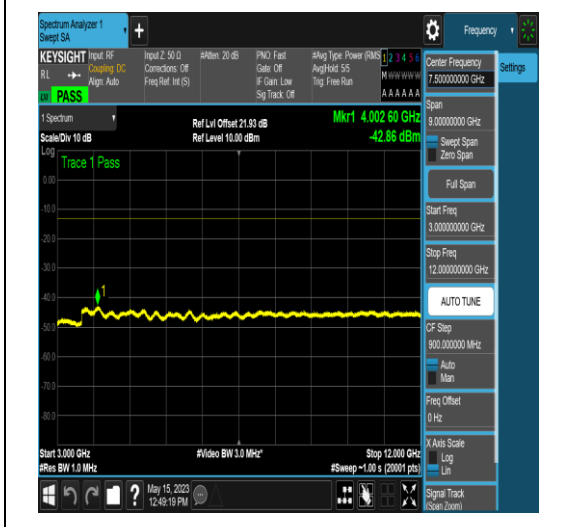 Spectrum Analyzer 1
Swept SA
+
Frequency
KEYSIGHT
RL
PASS
Input: RF
Coupling: DC
Align: Auto
Input Z: 50 Ω
Corrections: Off
Freq Ref: Int (S)
#Atten: 20 dB
PNO: Fast
Gate: Off
IF Gain: Low
Sig Track: Off
#Avg Type: Power (RMS)
Avg|Hold: 5/5
Trig: Free Run
1 2 3 4 5 6
M W W W W W
A A A A A A
Center Frequency
7.500000000 GHz
Settings
Span
9.00000000 GHz
Swept Span
Zero Span
Full Span
Start Freq
3.000000000 GHz
Stop Freq
12.000000000 GHz
AUTO TUNE
CF Step
900.000000 MHz
Auto
Man
Freq Offset
0 Hz
X Axis Scale
Log
Lin
Signal Track
(Span Zoom)
1 Spectrum
Scale/Div 10 dB
Ref Lvl Offset 21.93 dB
Ref Level 10.00 dBm
Mkr1 4.002 60 GHz
-42.86 dBm
Log
Trace 1 Pass
0.00
-10.0
-20.0
-30.0
-40.0
-50.0
-60.0
-70.0
-80.0
1
Start 3.000 GHz
#Res BW 1.0 MHz
#Video BW 3.0 MHz*
Stop 12.000 GHz
#Sweep ~1.00 s (20001 pts)
?
May 15, 2023
12:49:19 PM